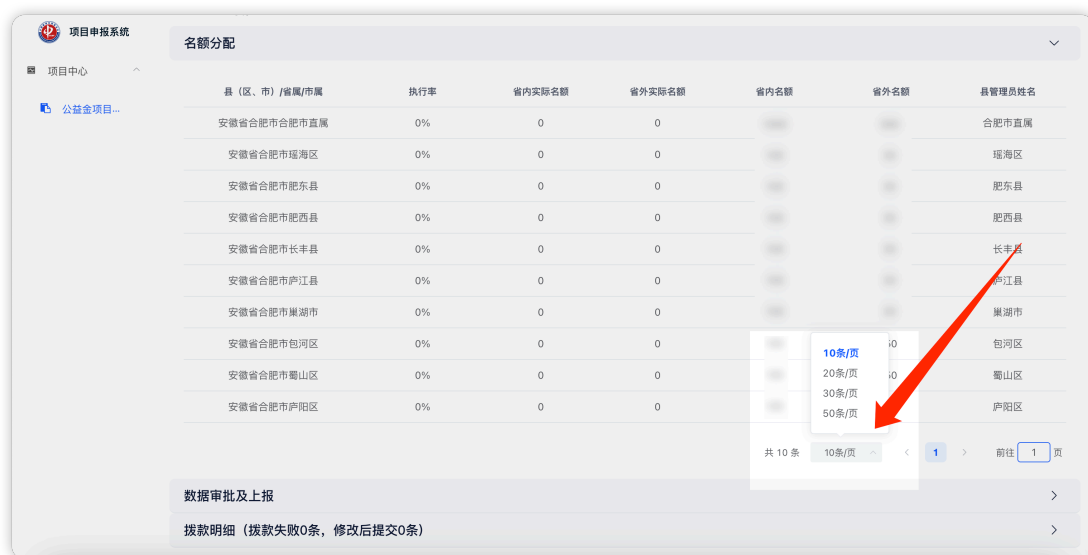 项目申报系统
名额分配
项目中心
公益金项目...
县（区、市）/省属/市属 执行率 省内实际名额 省外实际名额 省内名额 省外名额 县管理员姓名
安徽省合肥市合肥市直属 0% 0 0 合肥市直属
安徽省合肥市瑶海区 0% 0 0 瑶海区
安徽省合肥市肥东县 0% 0 0 肥东县
安徽省合肥市肥西县 0% 0 0 肥西县
安徽省合肥市长丰县 0% 0 0 长丰县
安徽省合肥市庐江县 0% 0 0 庐江县
安徽省合肥市巢湖市 0% 0 0 巢湖市
安徽省合肥市包河区 0% 0 0 包河区
安徽省合肥市蜀山区 0% 0 0 蜀山区
安徽省合肥市庐阳区 0% 0 0 庐阳区
10条/页
20条/页
30条/页
50条/页
共 10 条 10条/页 1 前往 1 页
数据审批及上报
拨款明细（拨款失败0条，修改后提交0条）